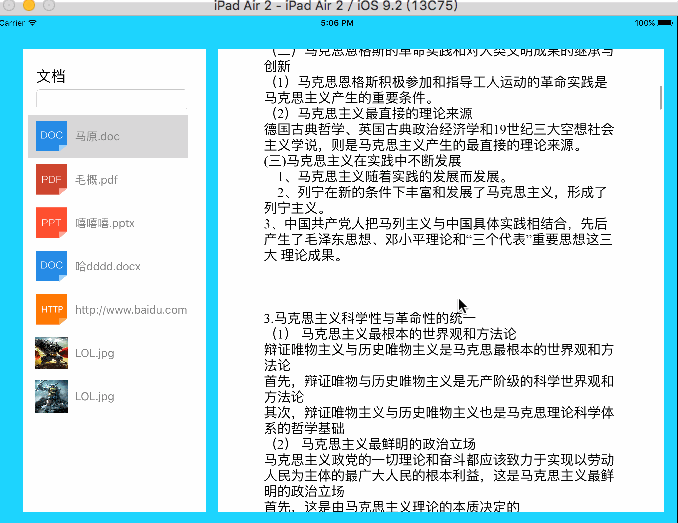 iPad Air 2 - iPad Air 2 / iOS 9.2 (13C75)
Carrier
5:06 PM
100%
文档
DOC 马原.doc
PDF 毛概.pdf
PPT 嘻嘻嘻.pptx
DOC 哈dddd.docx
HTTP http://www.baidu.com
LOL.jpg
LOL.jpg
(二）马克思恩格斯的革命实践和对人类文明成果的继承与
创新
（1）马克思恩格斯积极参加和指导工人运动的革命实践是
马克思主义产生的重要条件。
（2）马克思主义最直接的理论来源
德国古典哲学、英国古典政治经济学和19世纪三大空想社会
主义学说，则是马克思主义产生的最直接的理论来源。
(三)马克思主义在实践中不断发展
1、马克思主义随着实践的发展而发展。
2、列宁在新的条件下丰富和发展了马克思主义，形成了
列宁主义。
3、中国共产党人把马列主义与中国具体实践相结合，先后
产生了毛泽东思想、邓小平理论和“三个代表”重要思想这三
大 理论成果。
3.马克思主义科学性与革命性的统一
（1） 马克思主义最根本的世界观和方法论
辩证唯物主义与历史唯物主义是马克思最根本的世界观和方
法论
首先，辩证唯物与历史唯物主义是无产阶级的科学世界观和
方法论
其次，辩证唯物主义与历史唯物主义也是马克思理论科学体
系的哲学基础
（2） 马克思主义最鲜明的政治立场
马克思主义政党的一切理论和奋斗都应该致力于实现以劳动
人民为主体的最广大人民的根本利益，这是马克思主义最鲜
明的政治立场
首先，这是由马克思主义理论的本质决定的